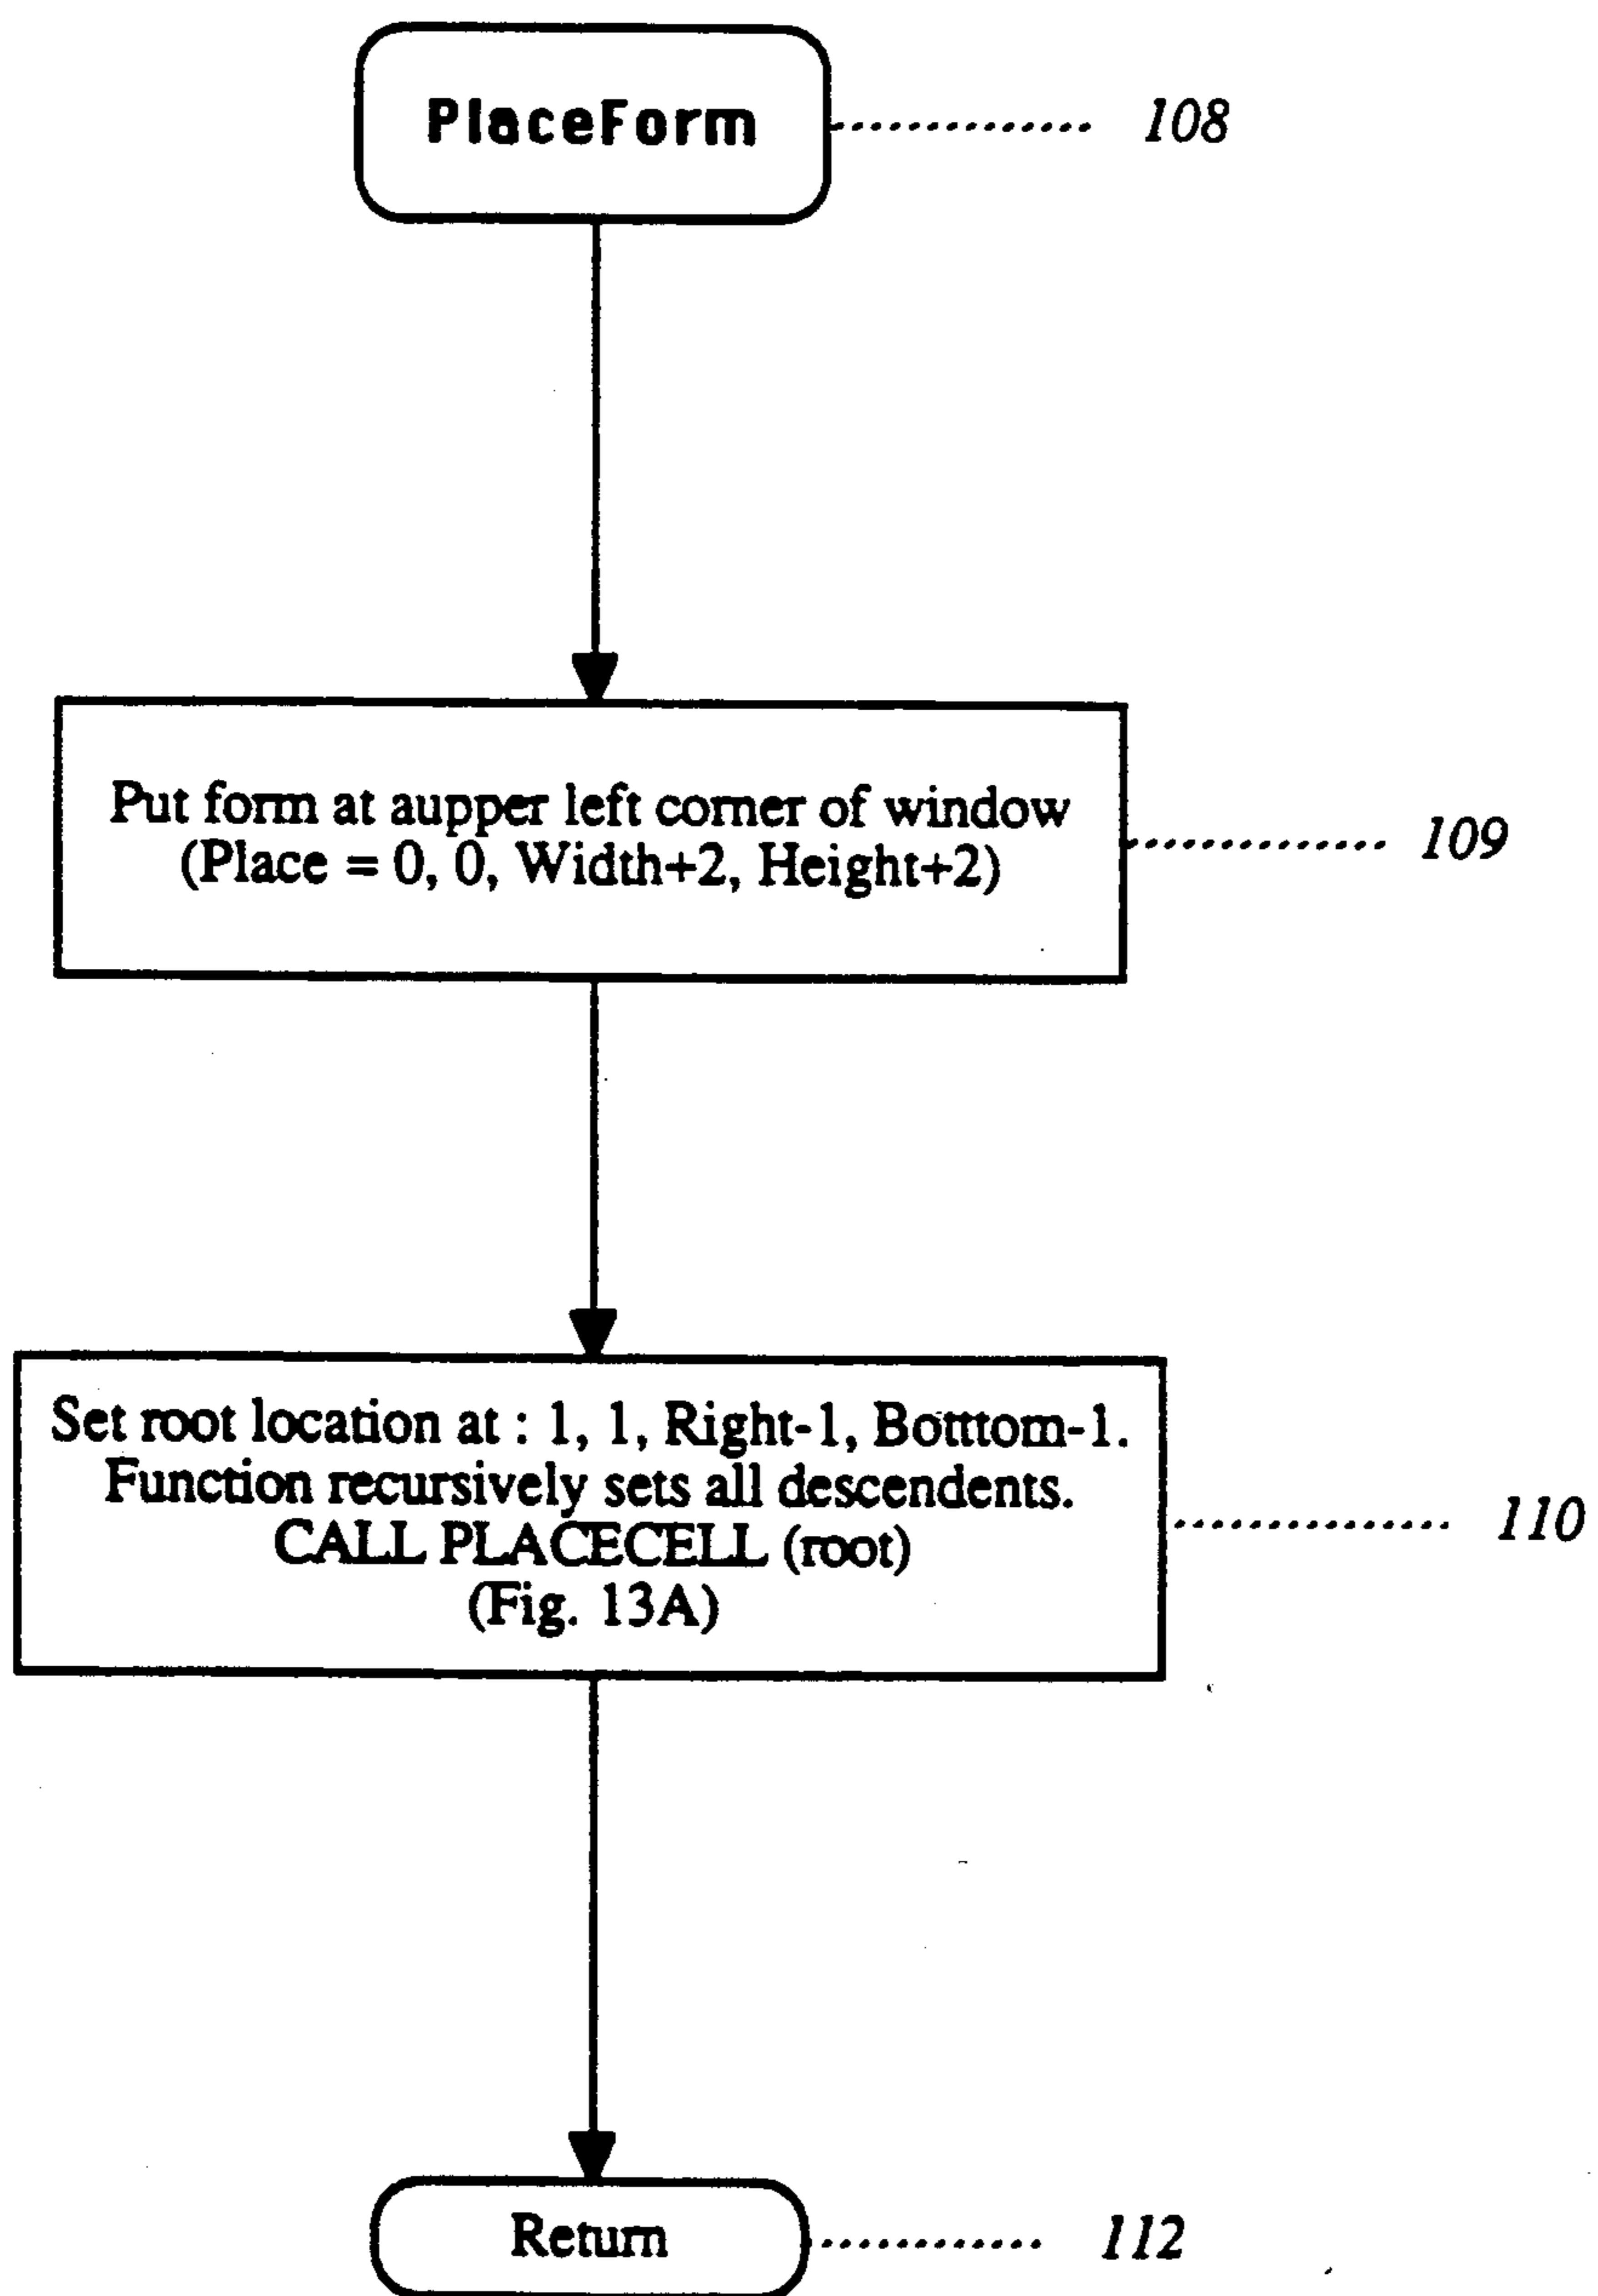 PlaceForm
108
Put form at aupper left corner of window
(Place = 0, 0, Width+2, Height+2)
109
Set root location at : 1, 1, Right-1, Botttom-1.
Function recursively sets all descendents.
CALL PLACECELL (root)
(Fig. 13A)
110
Return
112